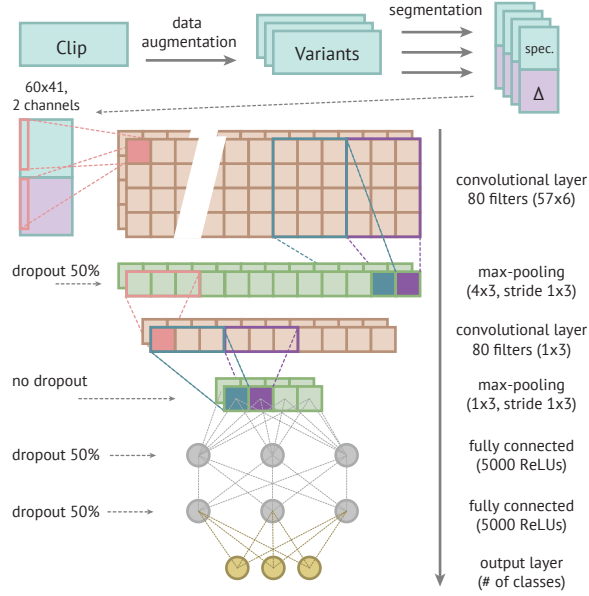 Clip
data
augmentation
Variants
segmentation
spec.
Δ
60x41,
2 channels
convolutional layer
80 filters (57x6)
dropout 50%
max-pooling
(4x3, stride 1x3)
convolutional layer
80 filters (1x3)
no dropout
max-pooling
(1x3, stride 1x3)
dropout 50%
fully connected
(5000 ReLUs)
dropout 50%
fully connected
(5000 ReLUs)
output layer
(# of classes)